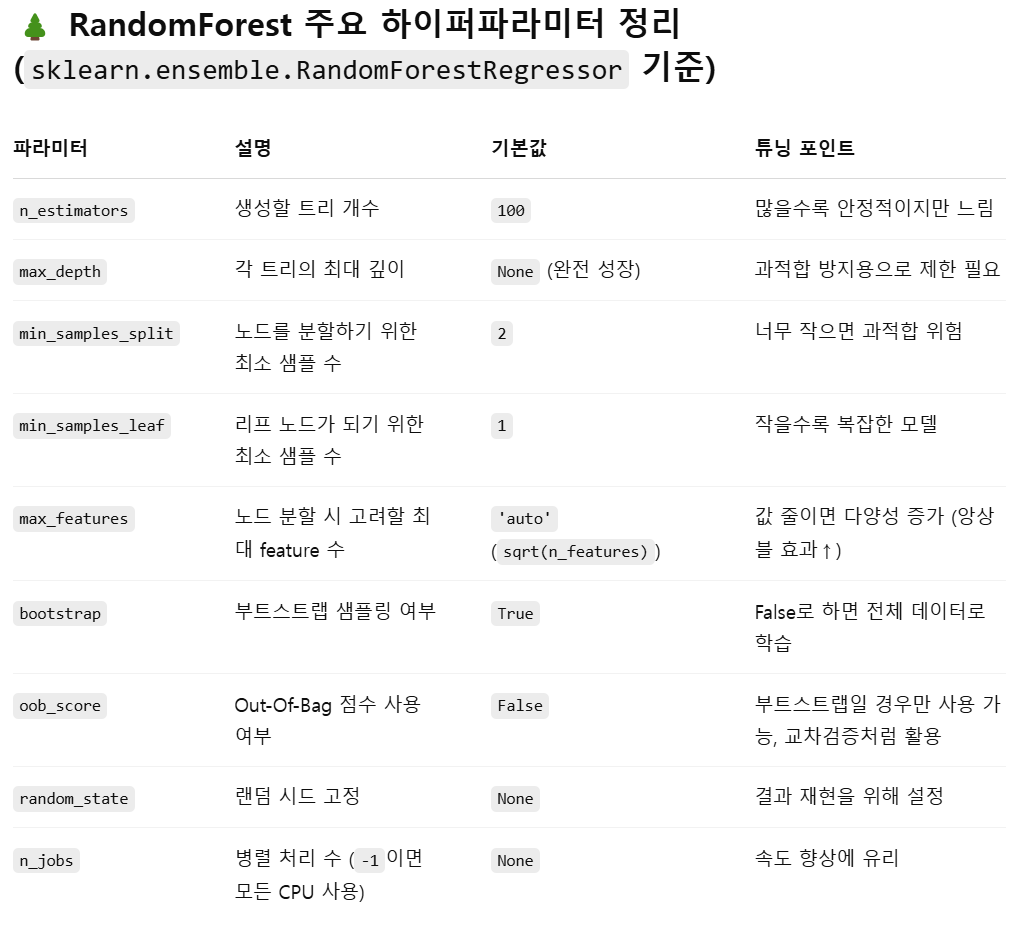 🌲 RandomForest 주요 하이퍼파라미터 정리
(sklearn.ensemble.RandomForestRegressor 기준)
파라미터 설명 기본값 튜닝 포인트
n_estimators 생성할 트리 개수 100 많을수록 안정적이지만 느림
max_depth 각 트리의 최대 깊이 None (완전 성장) 과적합 방지용으로 제한 필요
min_samples_split 노드를 분할하기 위한 2 너무 작으면 과적합 위험
최소 샘플 수
min_samples_leaf 리프 노드가 되기 위한 1 작을수록 복잡한 모델
최소 샘플 수
max_features 노드 분할 시 고려할 최 'auto' 값 줄이면 다양성 증가 (앙상
대 feature 수 (sqrt(n_features)) 블 효과↑)
bootstrap 부트스트랩 샘플링 여부 True False로 하면 전체 데이터로
학습
oob_score Out-Of-Bag 점수 사용 False 부트스트랩일 경우만 사용 가
여부 능, 교차검증처럼 활용
random_state 랜덤 시드 고정 None 결과 재현을 위해 설정
n_jobs 병렬 처리 수 (-1이면 None 속도 향상에 유리
모든 CPU 사용)